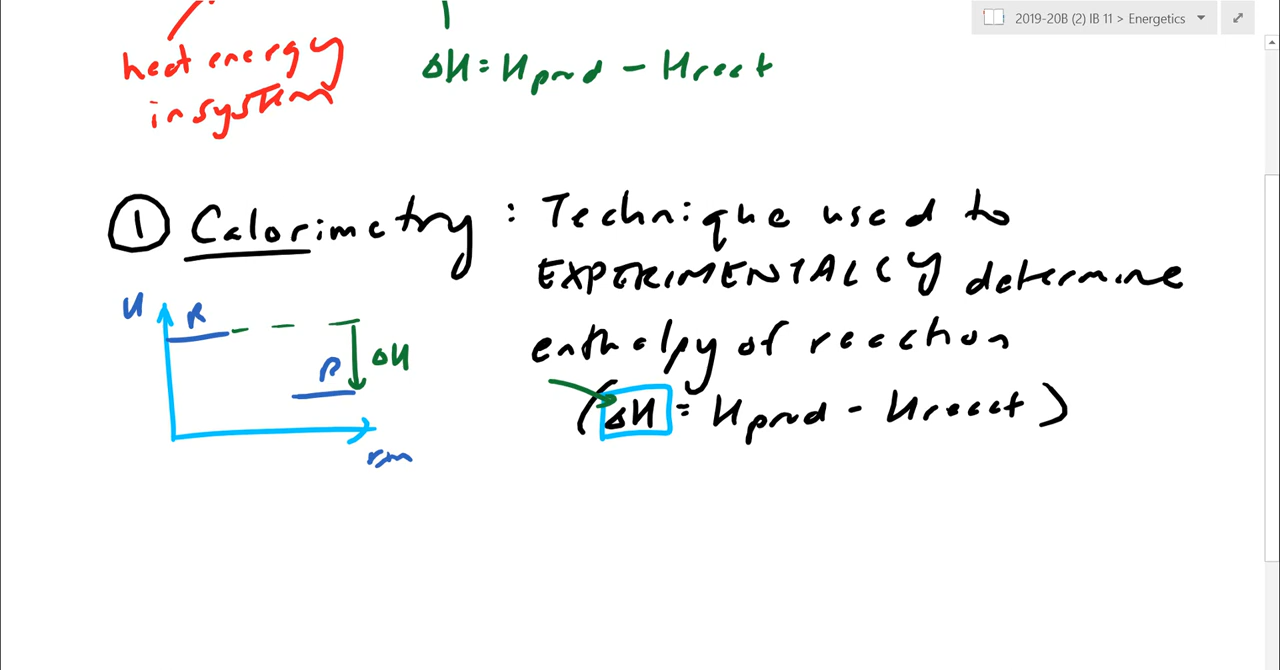 2019-20B (2) IB 11 > Energetics
heat energy
in system
ΔH = Hprod - Hreact
① Calorimetry : Technique used to
EXPERIMENTALLY determine
enthalpy of reaction
(ΔH = Hprod - Hreact)
H
R
P
ΔH
rxn